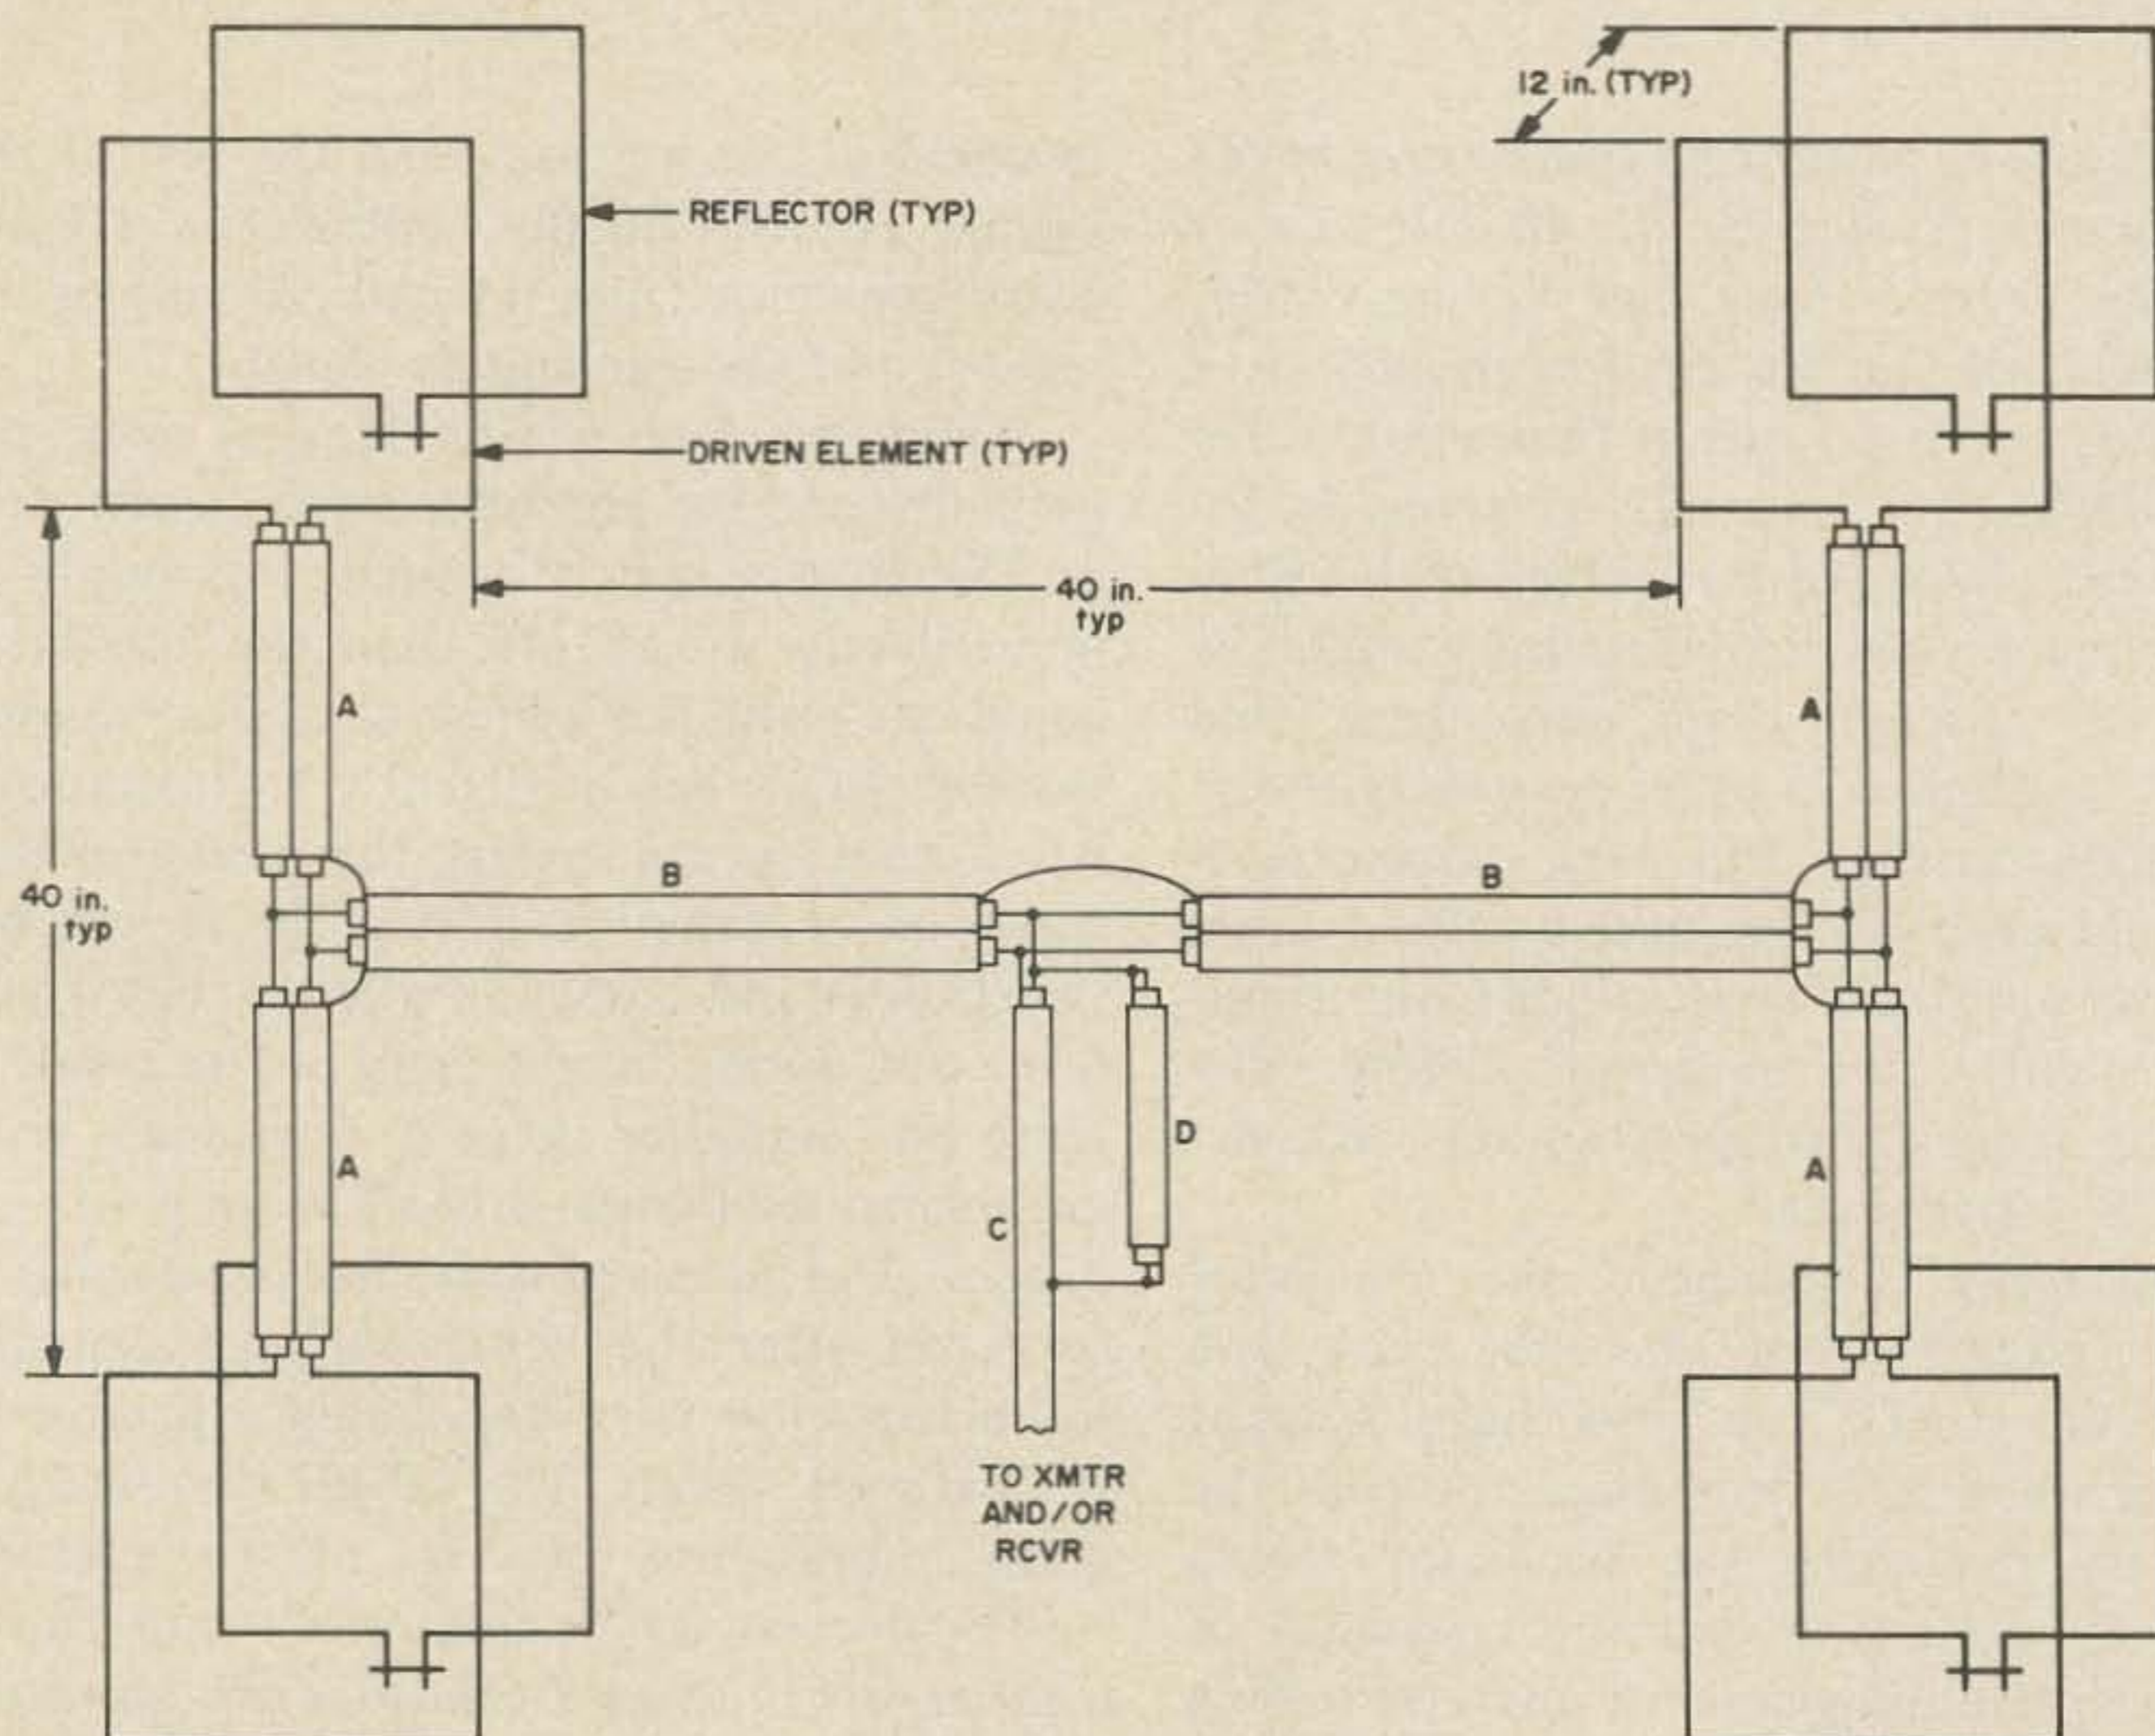 12 in. (TYP)
REFLECTOR (TYP)
DRIVEN ELEMENT (TYP)
40 in.
typ
A
A
B
B
40 in.
typ
D
A
A
C
TO XMTR
AND/OR
RCVR